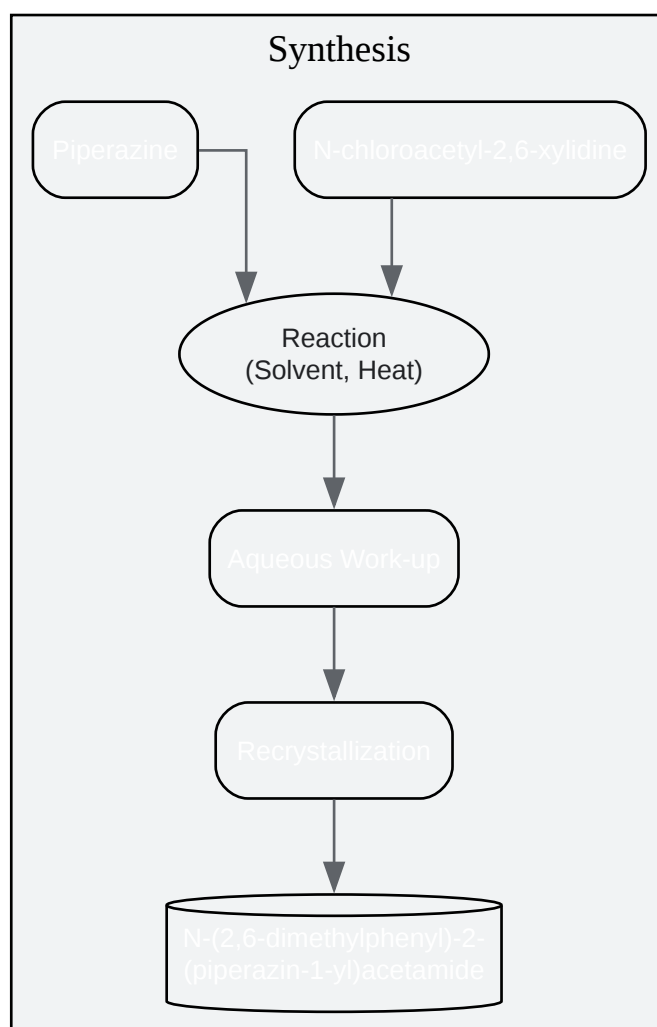 Synthesis
Piperazine
N-chloroacetyl-2,6-xylidine
Reaction
(Solvent, Heat)
Aqueous Work-up
Recrystallization
N-(2,6-dimethylphenyl)-2-
(piperazin-1-yl)acetamide